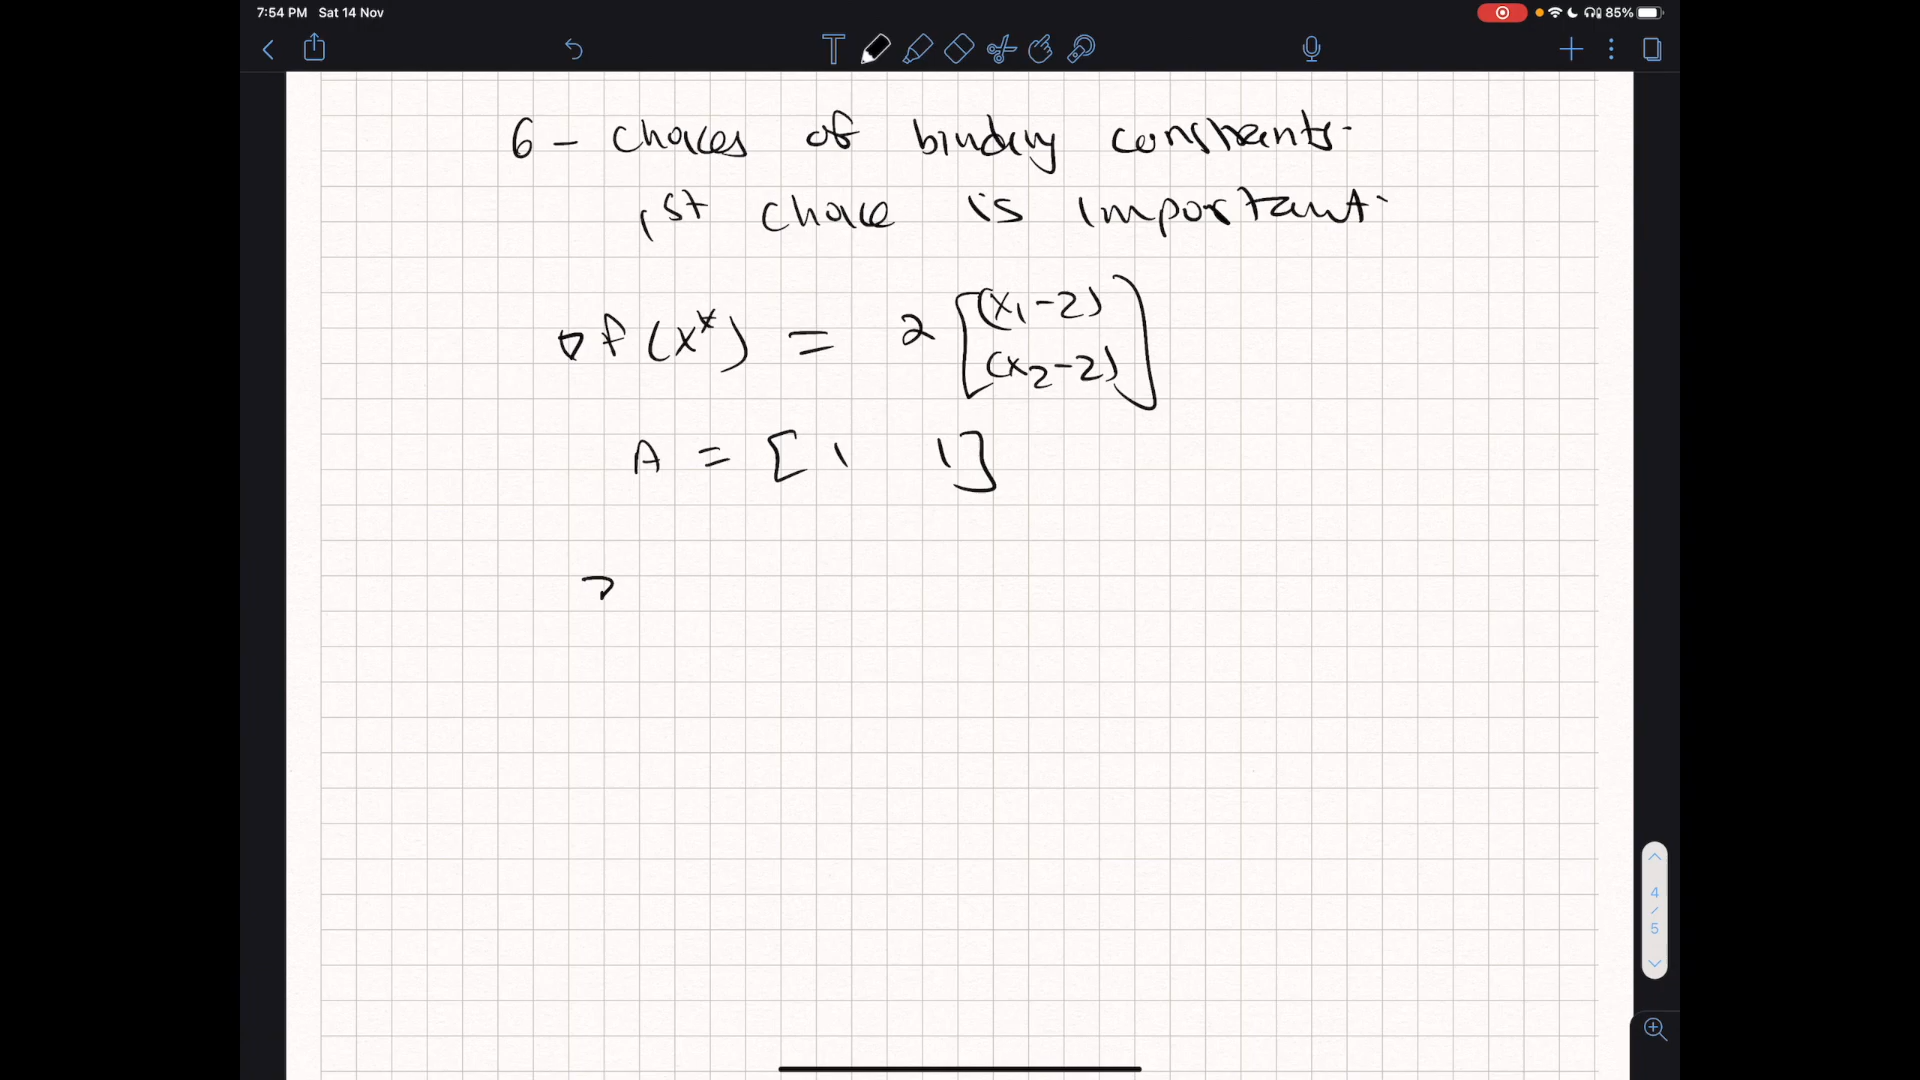 7:54 PM Sat 14 Nov
85%
6 - choices of binding constraints.
1st choice is important.
∇f(x*) = 2 [(x1-2)
(x2-2)]
A = [1 1]
4
/
5